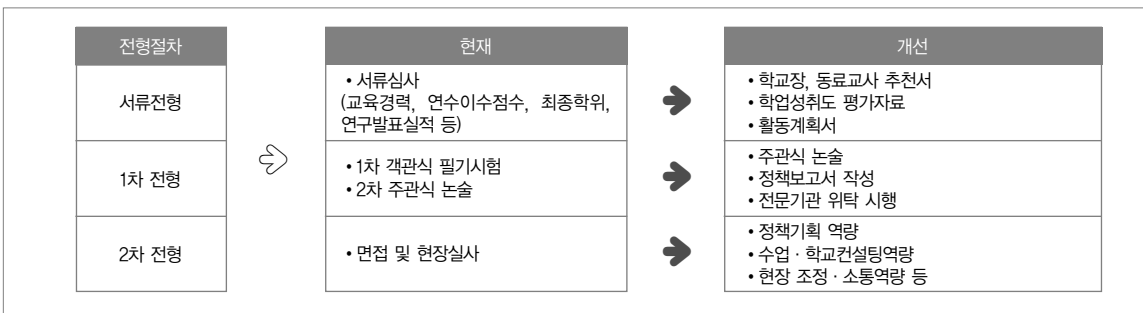 전형절차
현재
개선
서류전형
• 서류심사
(교육경력, 연수이수점수, 최종학위,
연구발표실적 등)
• 학교장, 동료교사 추천서
• 학업성취도 평가자료
• 활동계획서
1차 전형
• 1차 객관식 필기시험
• 2차 주관식 논술
• 주관식 논술
• 정책보고서 작성
• 전문기관 위탁 시행
2차 전형
• 면접 및 현장실사
• 정책기획 역량
• 수업 · 학교컨설팅역량
• 현장 조정 · 소통역량 등